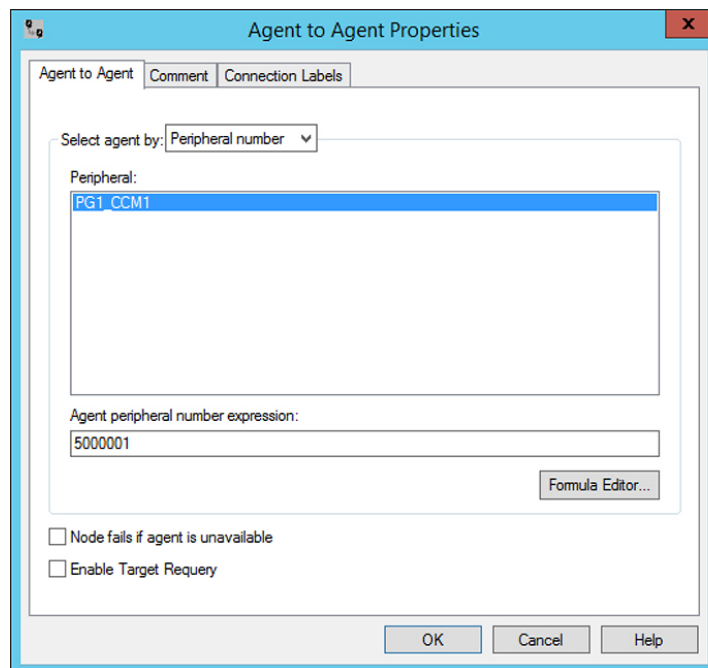 Agent to Agent Properties
x
Agent to Agent Comment Connection Labels
Select agent by: Peripheral number
Peripheral:
PG1_CCM1
Agent peripheral number expression:
5000001
Formula Editor...
Node fails if agent is unavailable
Enable Target Requery
OK Cancel Help